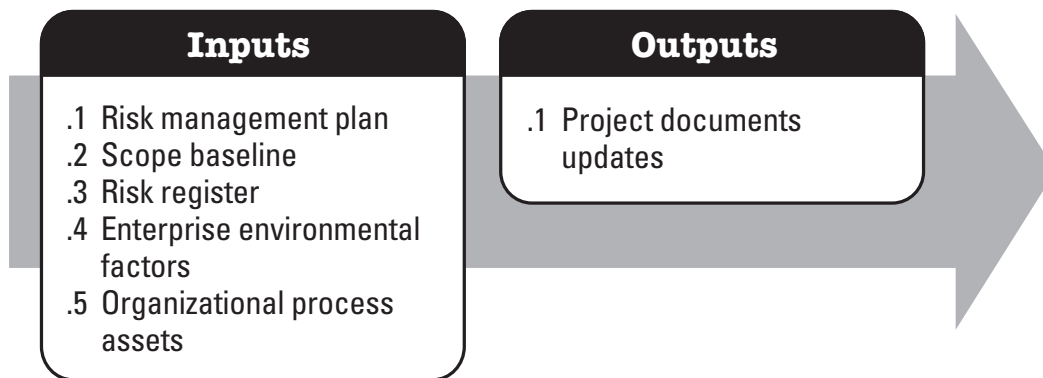 Inputs
.1 Risk management plan
.2 Scope baseline
.3 Risk register
.4 Enterprise environmental
factors
.5 Organizational process
assets
Outputs
.1 Project documents
updates